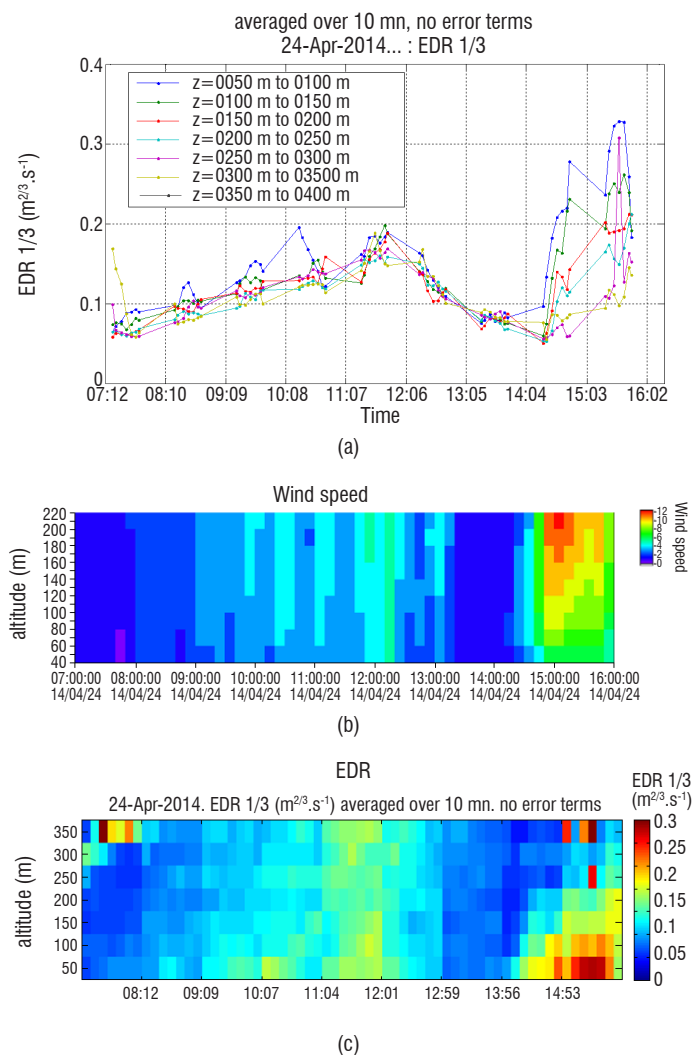 averaged over 10 mn, no error terms
24-Apr-2014... : EDR 1/3
0.4
0.3
0.2
0.1
0
EDR 1/3 (m2/3.s-1)
z=0050 m to 0100 m
z=0100 m to 0150 m
z=0150 m to 0200 m
z=0200 m to 0250 m
z=0250 m to 0300 m
z=0300 m to 03500 m
z=0350 m to 0400 m
07:12 08:10 09:09 10:08 11:07 12:06 13:05 14:04 15:03 16:02
Time
(a)
Wind speed
220
200
180
160
140
120
100
80
60
40
altitude (m)
12
10
8
6
4
2
0
Wind speed
07:00:00 08:00:00 09:00:00 10:00:00 11:00:00 12:00:00 13:00:00 14:00:00 15:00:00 16:00:00
14/04/24 14/04/24 14/04/24 14/04/24 14/04/24 14/04/24 14/04/24 14/04/24 14/04/24 14/04/24
(b)
EDR
24-Apr-2014. EDR 1/3 (m2/3.s-1) averaged over 10 mn. no error terms
EDR 1/3
(m2/3.s-1)
350
300
250
200
150
100
50
altitude (m)
0.3
0.25
0.2
0.15
0.1
0.05
0
08:12 09:09 10:07 11:04 12:01 12:59 13:56 14:53
(c)